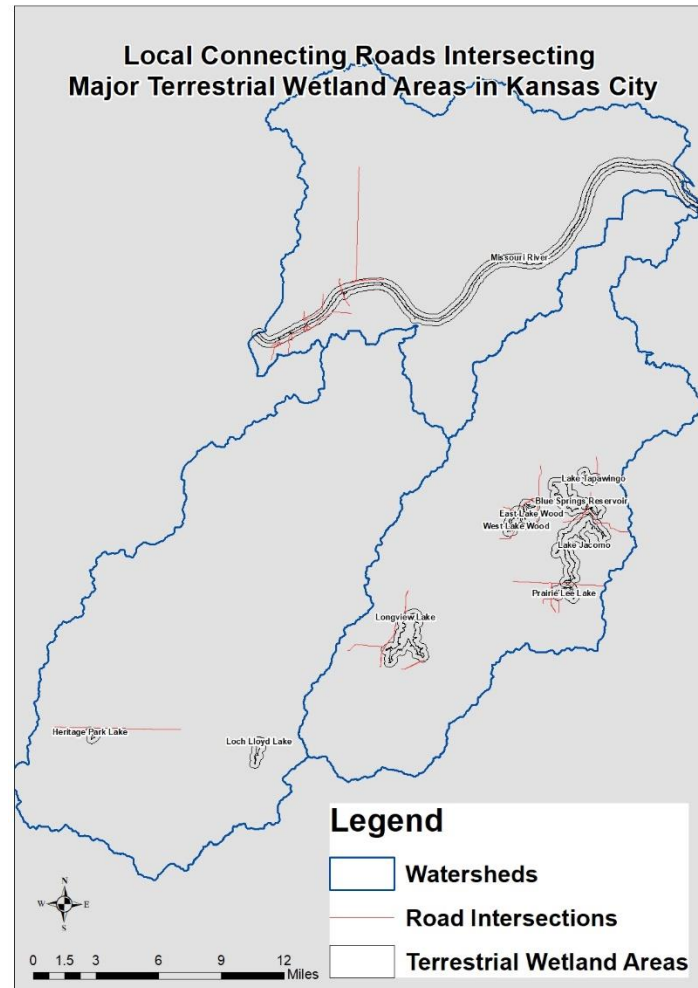 Local Connecting Roads Intersecting
Major Terrestrial Wetland Areas in Kansas City
Missouri River
Lake Tapawingo
Blue Springs Reservoir
East Lake Wood
West Lake Wood
Lake Jacomo
Prairie Lee Lake
Longview Lake
Heritage Park Lake
Loch Lloyd Lake
Legend
Watersheds
Road Intersections
Terrestrial Wetland Areas
N
W E
S
0 1.5 3 6 9 12
Miles